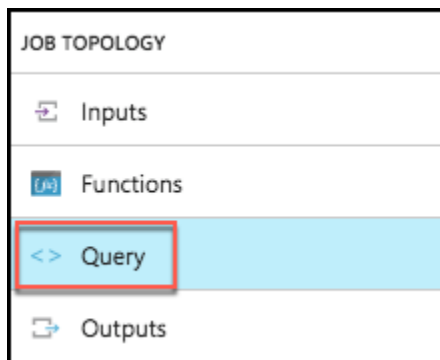 JOB TOPOLOGY
Inputs
Functions
<> Query
Outputs